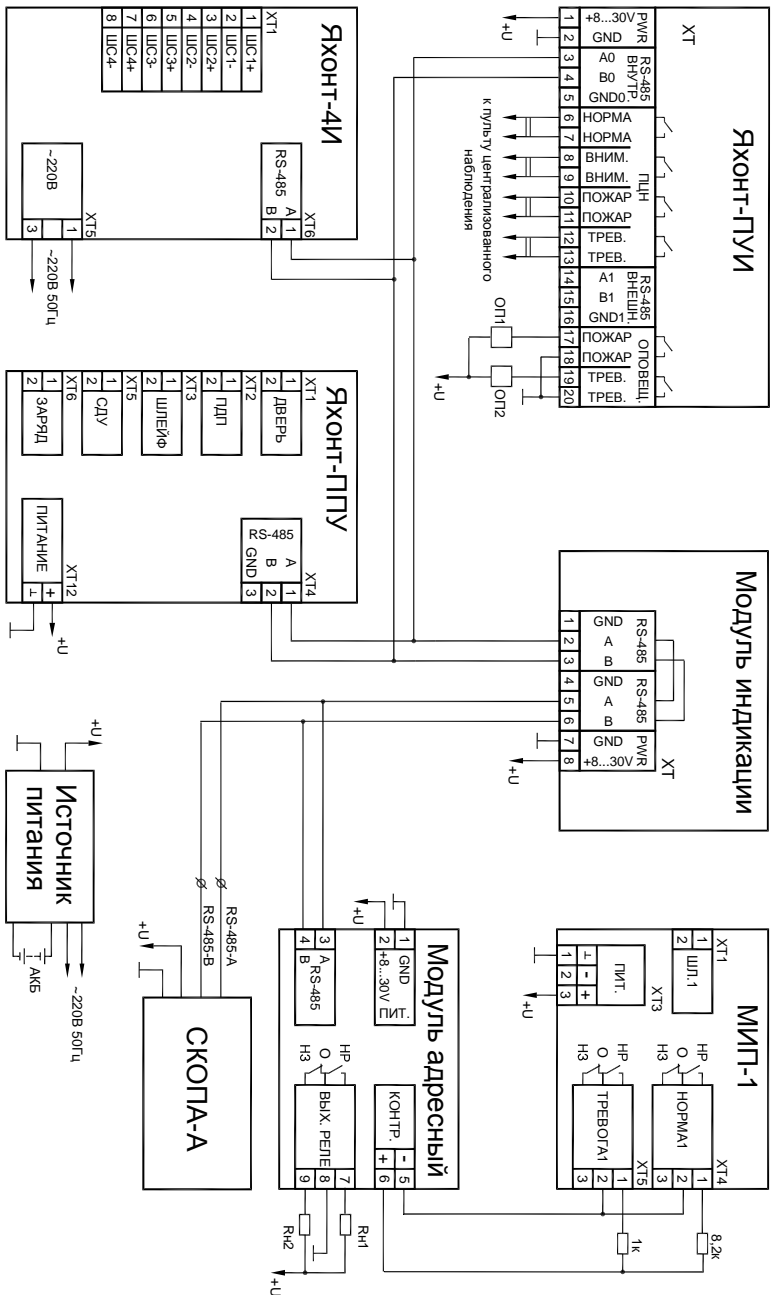 Яхонт-ПУИ
XT
1 +8...30V PWR
2 GND
3 A0 RS-485 ВНУТР
4 B0
5 GND0.
6 НОРМА
7 НОРМА
8 ВНИМ.
9 ВНИМ.
ПЦН
10 ПОЖАР
11 ПОЖАР
12 ТРЕВ.
13 ТРЕВ.
14 A1 RS-485 ВНЕШН.
15 B1
16 GND1.
17 ПОЖАР ОПОВЕЩ.
18 ПОЖАР
19 ТРЕВ.
20 ТРЕВ.
+U
к пульту централизованного
наблюдения
ОП1
ОП2
+U
Модуль индикации
1 GND RS-485
2 A
3 B
4 GND RS-485
5 A
6 B
7 GND PWR
8 +8...30V
XT
+U
МИП-1
XT1
1
2
ШЛ.1
ПИТ.
XT3
1 ⊥
2 -
3 +
+U
НОРМА1
XT4
1
2
3
НР
О
НЗ
ТРЕВОГА1
XT5
1
2
3
НР
О
НЗ
8,2к
1к
Яхонт-4И
XT1
1 ШС1+
2 ШС1-
3 ШС2+
4 ШС2-
5 ШС3+
6 ШС3-
7 ШС4+
8 ШС4-
RS-485
A 1
B 2
XT6
~220В
1
3
XT5
~220В 50Гц
Яхонт-ППУ
XT1
1
2
ДВЕРЬ
XT2
1
2
ПДП
XT3
1
2
ШЛЕЙФ
XT5
1
2
СДУ
XT6
1
2
ЗАРЯД
RS-485
A 1
B 2
GND 3
XT4
ПИТАНИЕ
+
⊥
XT12
+U
Модуль адресный
1 GND
2 +8...30V
ПИТ.
+U
3 A
4 B
RS-485
КОНТР.
- 5
+ 6
ВЫХ. РЕЛЕ
7
8
9
НР
О
НЗ
Rн1
Rн2
+U
RS-485-A
RS-485-B
СКОПА-А
+U
Источник
питания
+U
~220В 50Гц
АКБ